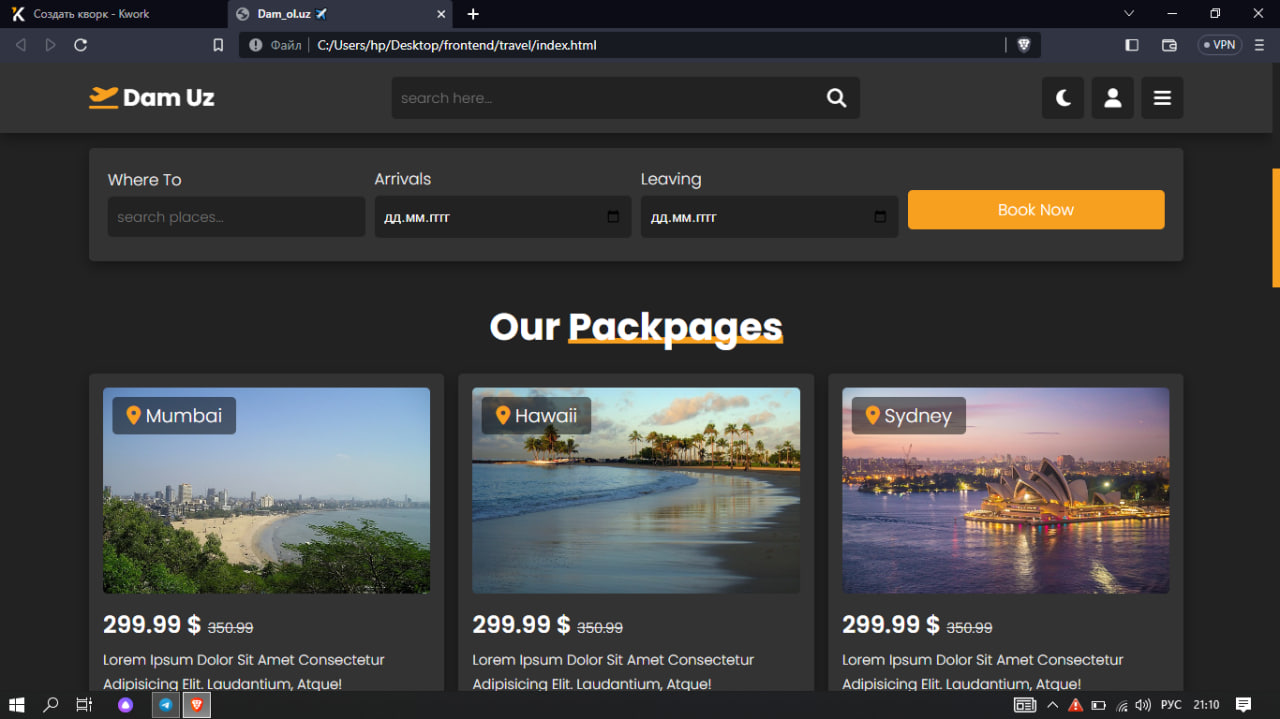 Создать кворк - Kwork
Dam_ol.uz ✈️
VPN
Файл
C:/Users/hp/Desktop/frontend/travel/index.html
Dam Uz
search here...
Where To
Arrivals
Leaving
search places...
дд.мм.гггг
дд.мм.гггг
Book Now
Our Packpages
Mumbai
Hawaii
Sydney
299.99 $ 350.99
299.99 $ 350.99
299.99 $ 350.99
Lorem Ipsum Dolor Sit Amet Consectetur
Adipisicing Elit. Laudantium, Atque!
Lorem Ipsum Dolor Sit Amet Consectetur
Adipisicing Elit. Laudantium, Atque!
Lorem Ipsum Dolor Sit Amet Consectetur
Adipisicing Elit. Laudantium, Atque!
РУС
21:10